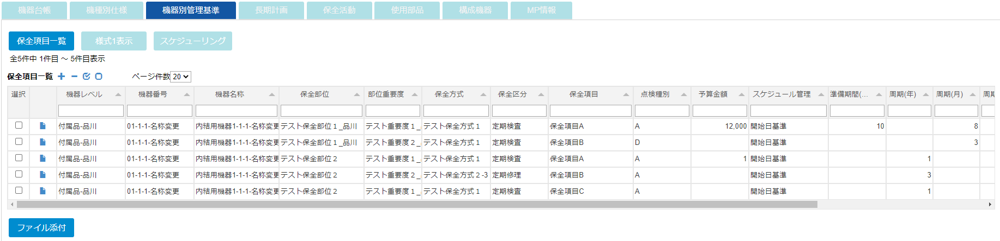 機器台帳 機種別仕様 機器別管理基準 長期計画 保全活動 使用部品 構成機器 MP情報
保全項目一覧 様式1表示 スケジューリング
全5件中 1件目 ～ 5件目表示
保全項目一覧 ページ件数 20
選択 機器レベル 機器番号 機器名称 保全部位 部位重要度 保全方式 保全区分 保全項目 点検種別 予算金額 スケジュール管理 準備期間(... 周期(年) 周期(月) 周期
付属品-品川 01-1-1-名称変更 内結用機器1-1-1-名称変更 テスト保全部位１_品川 テスト重要度１_ テスト保全方式１ 定期検査 保全項目A A 12,000 開始日基準 10 8
付属品-品川 01-1-1-名称変更 内結用機器1-1-1-名称変更 テスト保全部位１_品川 テスト重要度２_ テスト保全方式１ 定期検査 保全項目B D 開始日基準 3
付属品-品川 01-1-1-名称変更 内結用機器1-1-1-名称変更 テスト保全部位２ テスト重要度１_ テスト保全方式１ 定期検査 保全項目A A 1 開始日基準 1
付属品-品川 01-1-1-名称変更 内結用機器1-1-1-名称変更 テスト保全部位２ テスト重要度２_ テスト保全方式２-3 定期修理 保全項目B A 開始日基準 3
付属品-品川 01-1-1-名称変更 内結用機器1-1-1-名称変更 テスト保全部位２ テスト重要度１_ テスト保全方式１ 定期検査 保全項目C A 開始日基準 1
ファイル添付